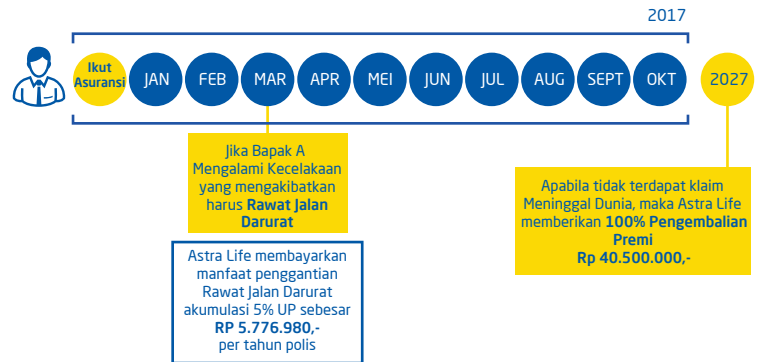 2017
Ikut
Asuransi
JAN
FEB
MAR
APR
MEI
JUN
JUL
AUG
SEPT
OKT
2027
Jika Bapak A
Mengalami Kecelakaan
yang mengakibatkan
harus Rawat Jalan
Darurat
Astra Life membayarkan
manfaat penggantian
Rawat Jalan Darurat
akumulasi 5% UP sebesar
RP 5.776.980,-
per tahun polis
Apabila tidak terdapat klaim
Meninggal Dunia, maka Astra Life
memberikan 100% Pengembalian
Premi
Rp 40.500.000,-